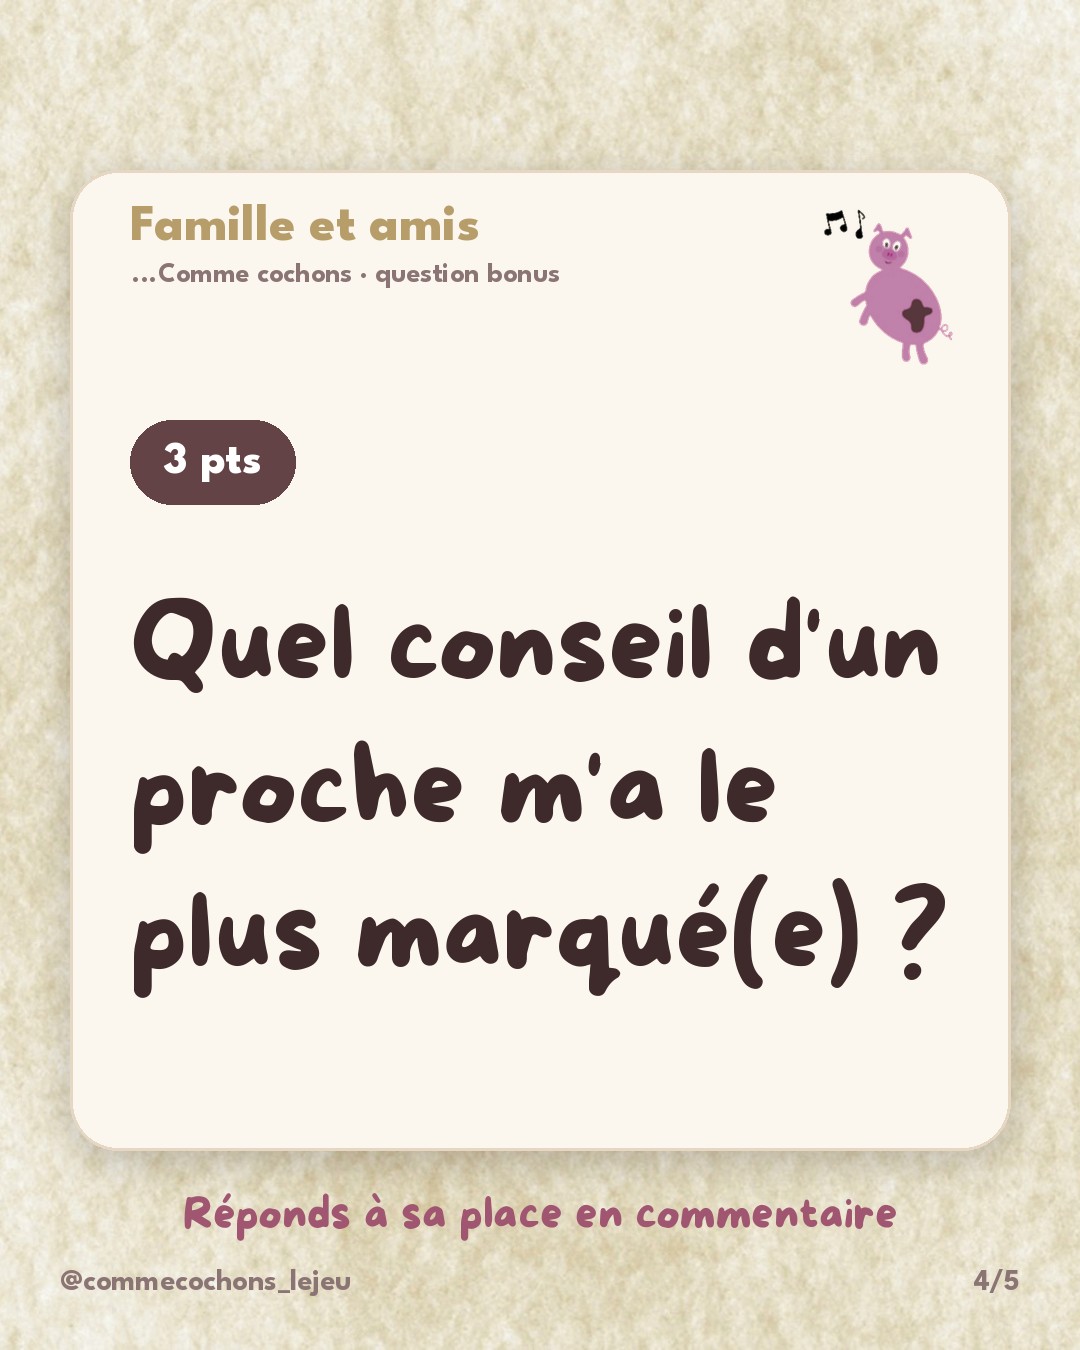 Famille et amis
...Comme cochons · question bonus
3 pts
Quel conseil d'un
proche m'a le
plus marqué(e) ?
Réponds à sa place en commentaire
@commecochons_lejeu
4/5